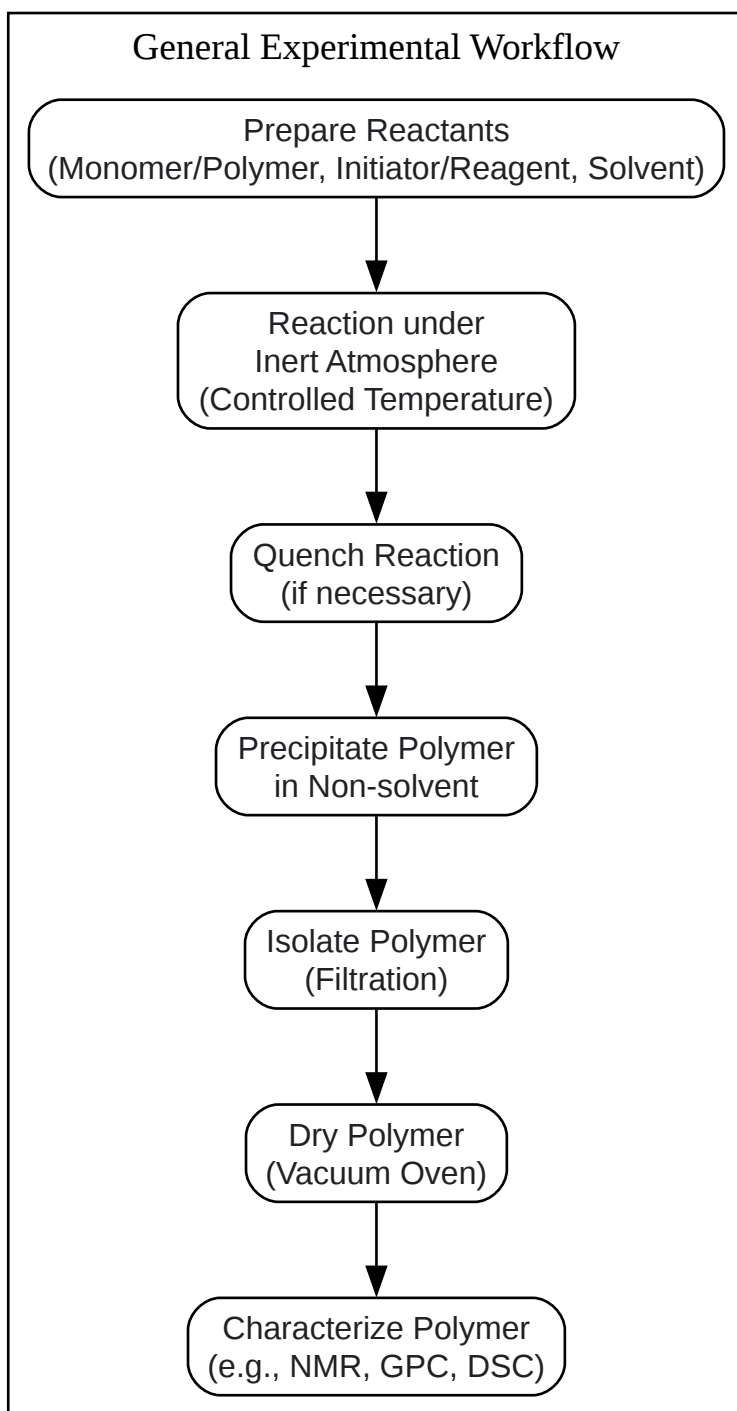 General Experimental Workflow
Prepare Reactants
(Monomer/Polymer, Initiator/Reagent, Solvent)
Reaction under
Inert Atmosphere
(Controlled Temperature)
Quench Reaction
(if necessary)
Precipitate Polymer
in Non-solvent
Isolate Polymer
(Filtration)
Dry Polymer
(Vacuum Oven)
Characterize Polymer
(e.g., NMR, GPC, DSC)